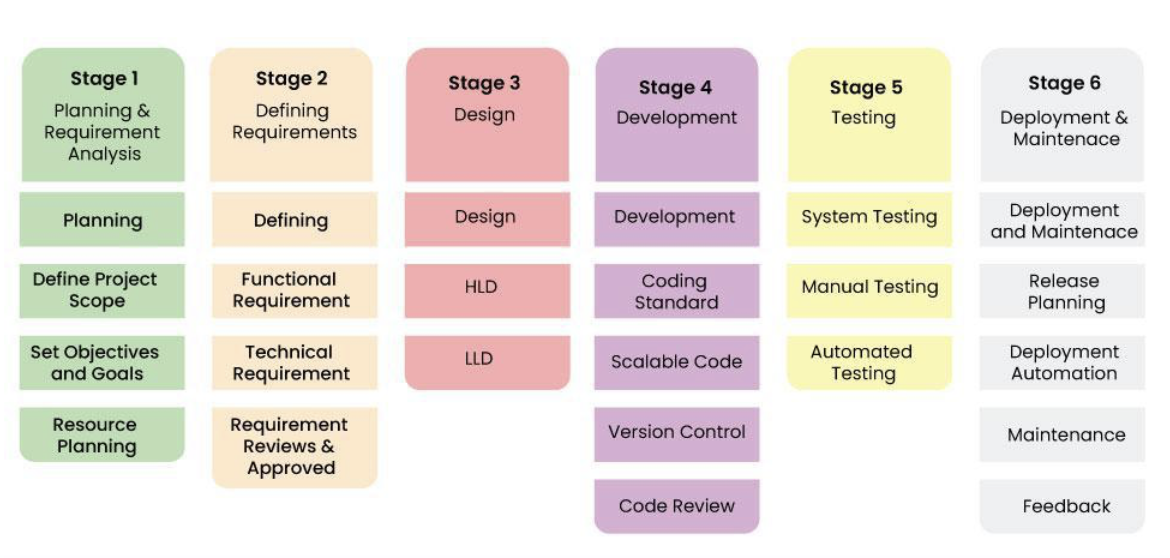 Stage 1
Planning &
Requirement
Analysis
Planning
Define Project
Scope
Set Objectives
and Goals
Resource
Planning
Stage 2
Defining
Requirements
Defining
Functional
Requirement
Technical
Requirement
Requirement
Reviews &
Approved
Stage 3
Design
Design
HLD
LLD
Stage 4
Development
Development
Coding
Standard
Scalable Code
Version Control
Code Review
Stage 5
Testing
System Testing
Manual Testing
Automated
Testing
Stage 6
Deployment &
Maintenace
Deployment
and Maintenace
Release
Planning
Deployment
Automation
Maintenance
Feedback